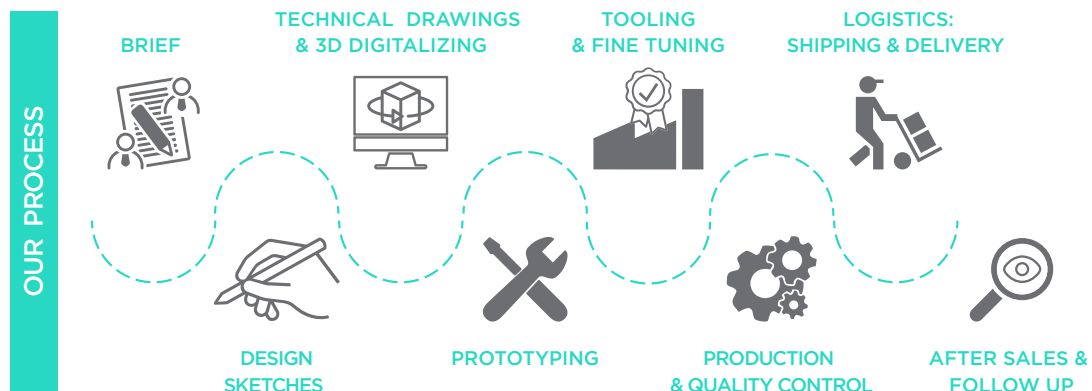 OUR PROCESS
BRIEF
DESIGN
SKETCHES
TECHNICAL DRAWINGS
& 3D DIGITALIZING
PROTOTYPING
TOOLING
& FINE TUNING
PRODUCTION
& QUALITY CONTROL
LOGISTICS:
SHIPPING & DELIVERY
AFTER SALES &
FOLLOW UP